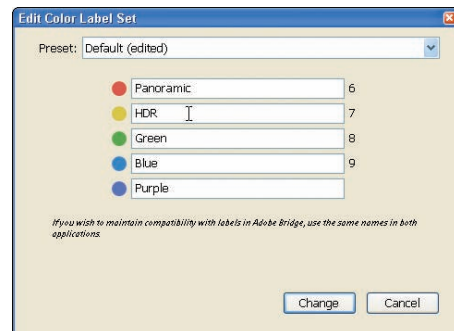 Edit Color Label Set
Preset: Default (edited)
Panoramic 6
HDR 7
Green 8
Blue 9
Purple
If you wish to maintain compatibility with labels in Adobe Bridge, use the same names in both
applications.
Change Cancel